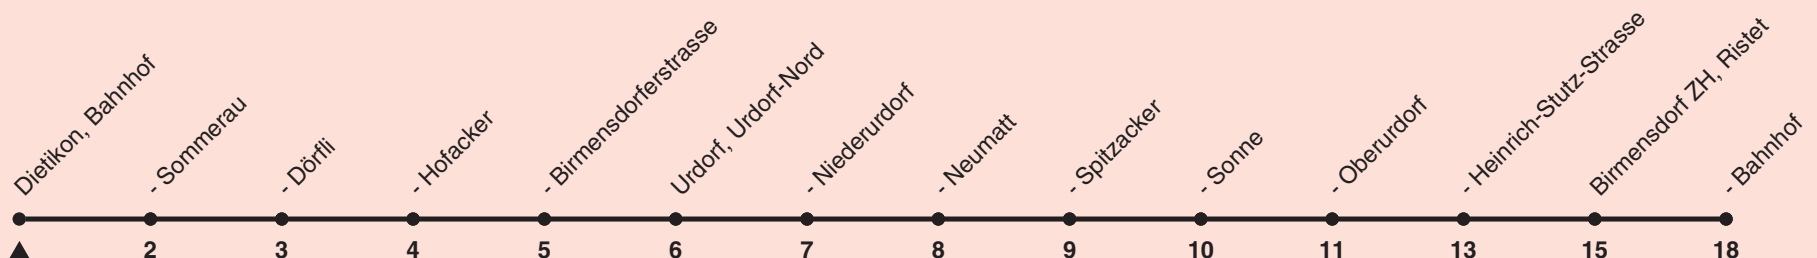 Dietikon, Bahnhof
- Sommerau
- Dörfli
- Hofacker
- Birmensdorferstrasse
Urdorf, Urdorf-Nord
- Niederurdorf
- Neumatt
- Spitzacker
- Sonne
- Oberurdorf
- Heinrich-Stutz-Strasse
Birmensdorf ZH, Ristet
- Bahnhof
2 3 4 5 6 7 8 9 10 11 13 15 18